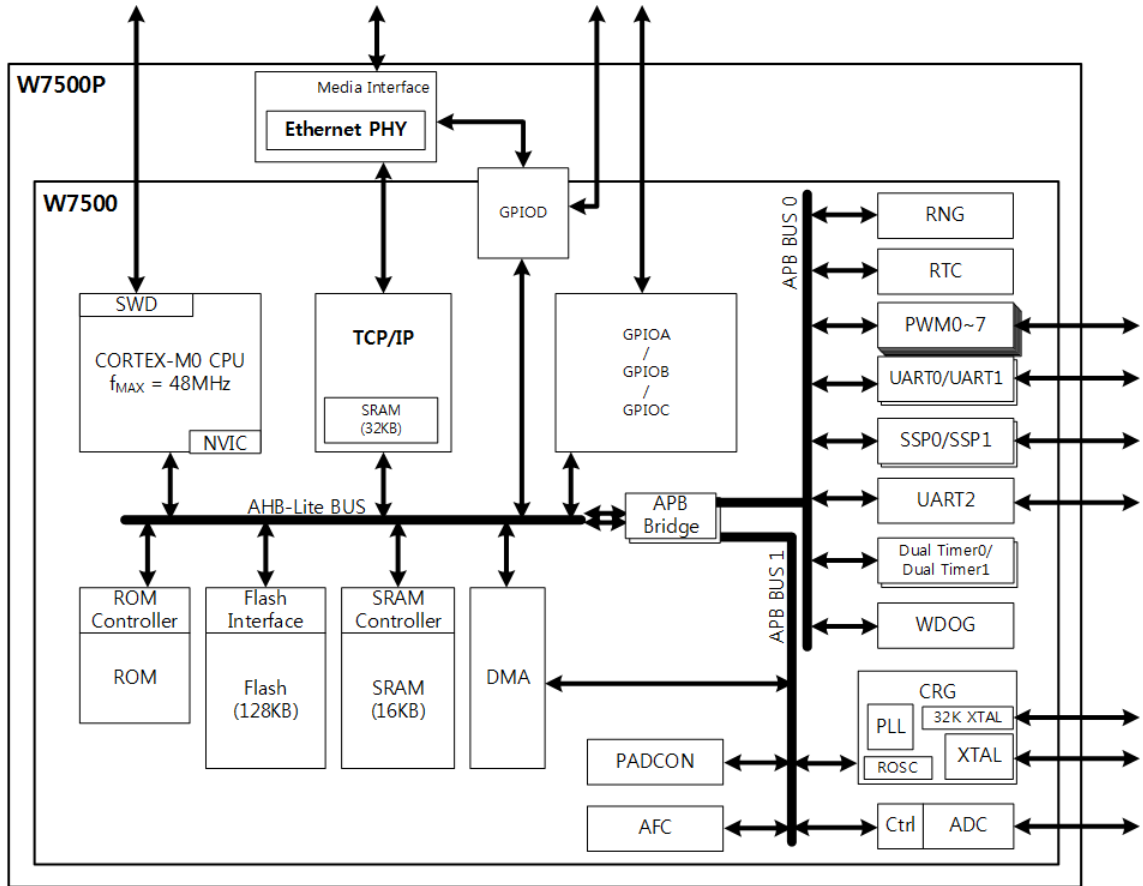 W7500P
Media Interface
Ethernet PHY
W7500
GPIOD
APB BUS 0
RNG
RTC
PWM0~7
UART0/UART1
SSP0/SSP1
UART2
Dual Timer0/
Dual Timer1
WDOG
SWD
CORTEX-M0 CPU
fMAX = 48MHz
NVIC
TCP/IP
SRAM
(32KB)
GPIOA
/
GPIOB
/
GPIOC
AHB-Lite BUS
APB
Bridge
APB BUS 1
ROM
Controller
ROM
Flash
Interface
Flash
(128KB)
SRAM
Controller
SRAM
(16KB)
DMA
PADCON
AFC
CRG
PLL
32K XTAL
ROSC
XTAL
Ctrl
ADC